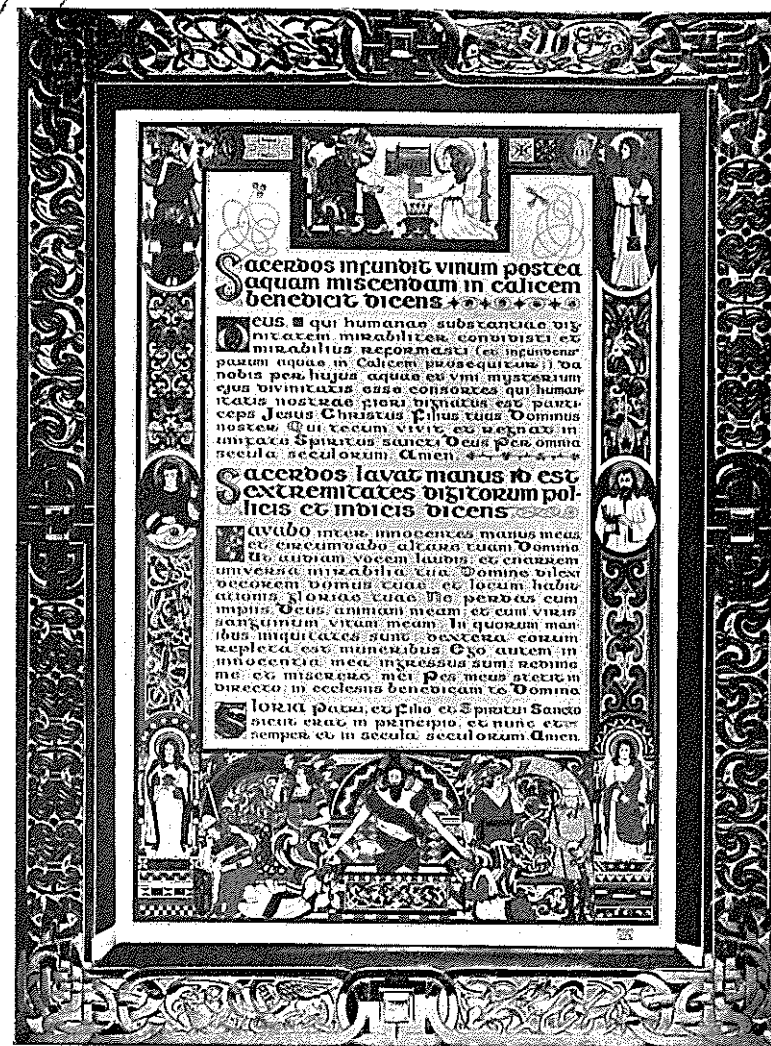 Sacerdos infundit vinum postea
aquam miscendam in calicem
benedicit dicens
Deus ✠ qui humanae substantiae dig
nitatem mirabiliter condidisti et
mirabilius reformasti (et infundens
parum aquae in Calicem prosequitur:) da
nobis per hujus aquae et vini mysterium
ejus divinitatis esse consortes qui human
itatis nostrae fieri dignatus est parti
ceps Jesus Christus Filius tuus Dominus
noster Qui tecum vivit et regnat in
unitate Spiritus sancti Deus Per omnia
secula seculorum Amen
Sacerdos lavat manus id est
extremitates digitorum pol-
licis et indicis dicens
Lavabo inter innocentes manus meas
et circumdabo altare tuam Domine
Ut audiam vocem laudis: et enarrem
universa mirabilia tua Domine dilexi
decorem domus tuae: et locum habit
ationis gloriae tuae Ne perdas cum
impiis Deus animam meam: et cum viris
sanguinum vitam meam In quorum man
ibus iniquitates sunt: dextera eorum
repleta est muneribus Ego autem in
innocentia mea ingressus sum: redime
me et miserere mei Pes meus stetit in
directo: in ecclesiis benedicam te Domine
Gloria Patri, et Filio et Spiritui Sancto
sicut erat in principio, et nunc et
semper et in secula seculorum Amen.